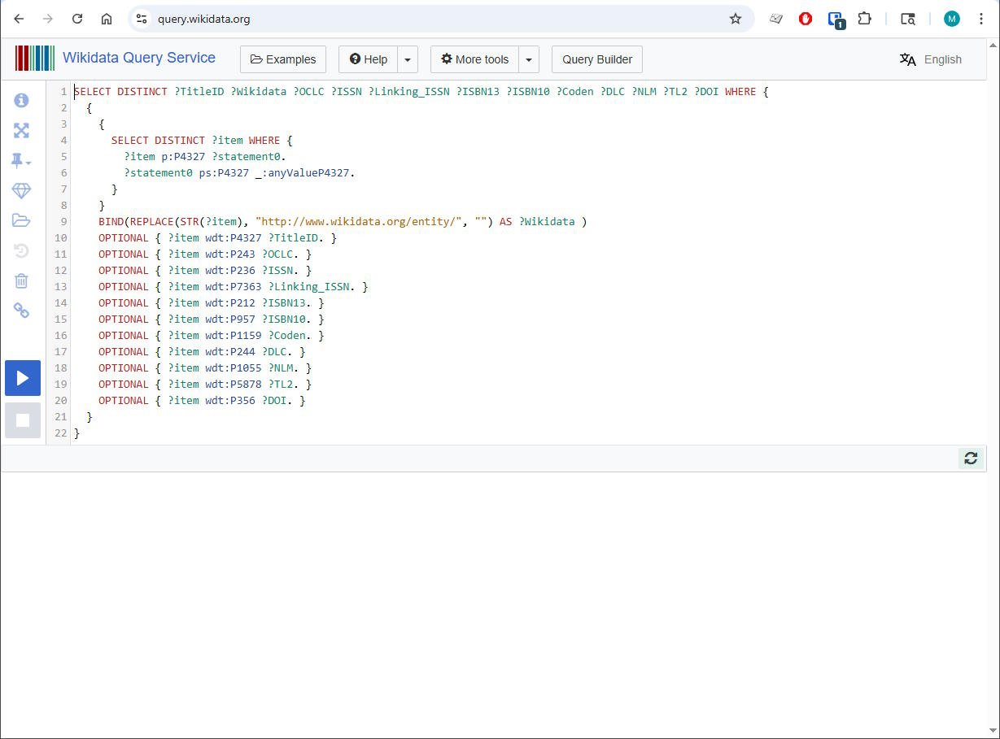 query.wikidata.org
1
M
Wikidata Query Service
Examples
Help
More tools
Query Builder
English
1 SELECT DISTINCT ?TitleID ?Wikidata ?OCLC ?ISSN ?Linking_ISSN ?ISBN13 ?ISBN10 ?Coden ?DLC ?NLM ?TL2 ?DOI WHERE {
2   {
3     {
4       SELECT DISTINCT ?item WHERE {
5         ?item p:P4327 ?statement0.
6         ?statement0 ps:P4327 _:anyValueP4327.
7       }
8     }
9     BIND(REPLACE(STR(?item), "http://www.wikidata.org/entity/", "") AS ?Wikidata )
10     OPTIONAL { ?item wdt:P4327 ?TitleID. }
11     OPTIONAL { ?item wdt:P243 ?OCLC. }
12     OPTIONAL { ?item wdt:P236 ?ISSN. }
13     OPTIONAL { ?item wdt:P7363 ?Linking_ISSN. }
14     OPTIONAL { ?item wdt:P212 ?ISBN13. }
15     OPTIONAL { ?item wdt:P957 ?ISBN10. }
16     OPTIONAL { ?item wdt:P1159 ?Coden. }
17     OPTIONAL { ?item wdt:P244 ?DLC. }
18     OPTIONAL { ?item wdt:P1055 ?NLM. }
19     OPTIONAL { ?item wdt:P5878 ?TL2. }
20     OPTIONAL { ?item wdt:P356 ?DOI. }
21   }
22 }